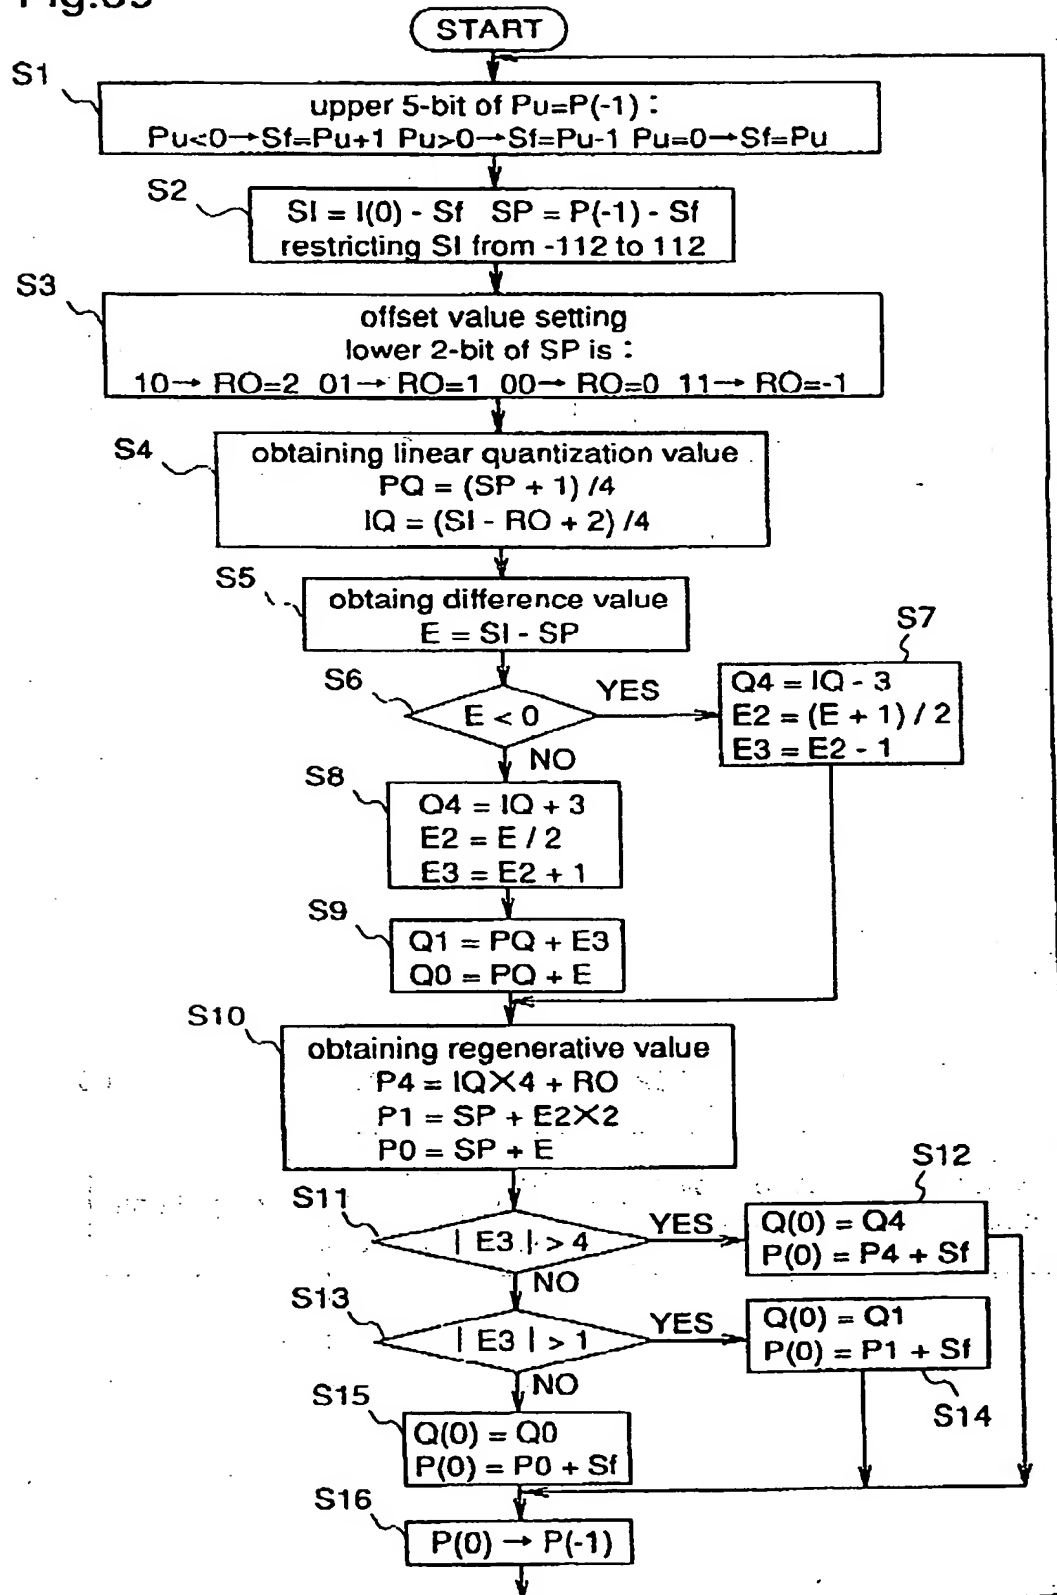 START
S1
upper 5-bit of Pu=P(-1) :
Pu<0→Sf=Pu+1 Pu>0→Sf=Pu-1 Pu=0→Sf=Pu
S2
SI = I(0) - Sf SP = P(-1) - Sf
restricting SI from -112 to 112
S3
offset value setting
lower 2-bit of SP is :
10→ RO=2 01→ RO=1 00→ RO=0 11→ RO=-1
S4
obtaining linear quantization value
PQ = (SP + 1) /4
IQ = (SI - RO + 2) /4
S5
obtaing difference value
E = SI - SP
S6
E < 0
YES
NO
S7
Q4 = IQ - 3
E2 = (E + 1) / 2
E3 = E2 - 1
S8
Q4 = IQ + 3
E2 = E / 2
E3 = E2 + 1
S9
Q1 = PQ + E3
Q0 = PQ + E
S10
obtaining regenerative value
P4 = IQ×4 + RO
P1 = SP + E2×2
P0 = SP + E
S11
| E3 | > 4
YES
NO
S12
Q(0) = Q4
P(0) = P4 + Sf
S13
| E3 | > 1
YES
NO
Q(0) = Q1
P(0) = P1 + Sf
S14
S15
Q(0) = Q0
P(0) = P0 + Sf
S16
P(0) → P(-1)